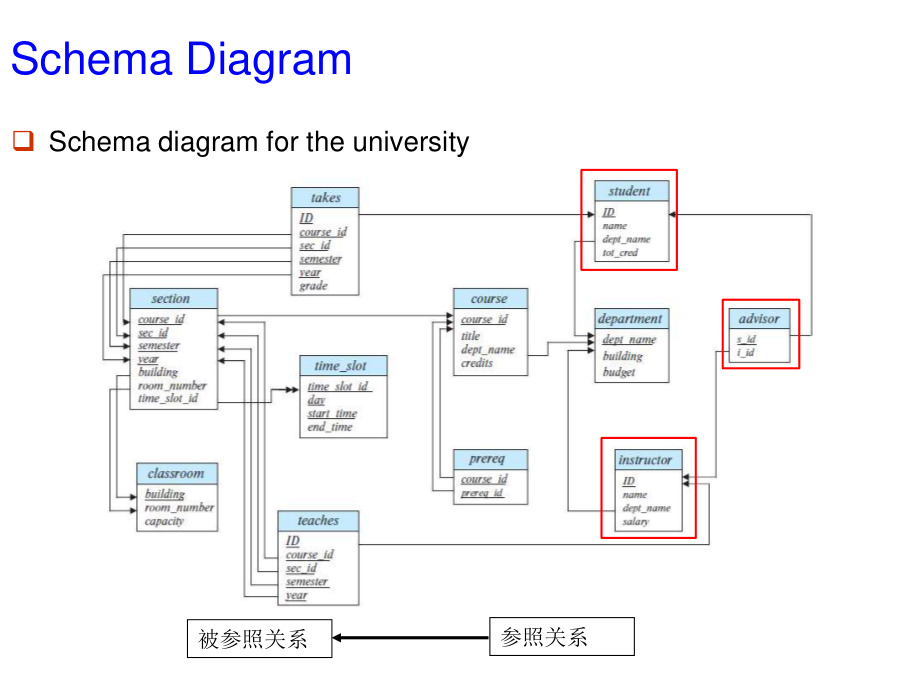 Schema Diagram
Schema diagram for the university
takes
ID
course_id
sec_id
semester
year
grade
student
ID
name
dept_name
tot_cred
section
course_id
sec_id
semester
year
building
room_number
time_slot_id
course
course_id
title
dept_name
credits
department
dept_name
building
budget
advisor
s_id
i_id
time_slot
time_slot_id
day
start_time
end_time
prereq
course_id
prereq_id
instructor
ID
name
dept_name
salary
classroom
building
room_number
capacity
teaches
ID
course_id
sec_id
semester
year
被参照关系
参照关系